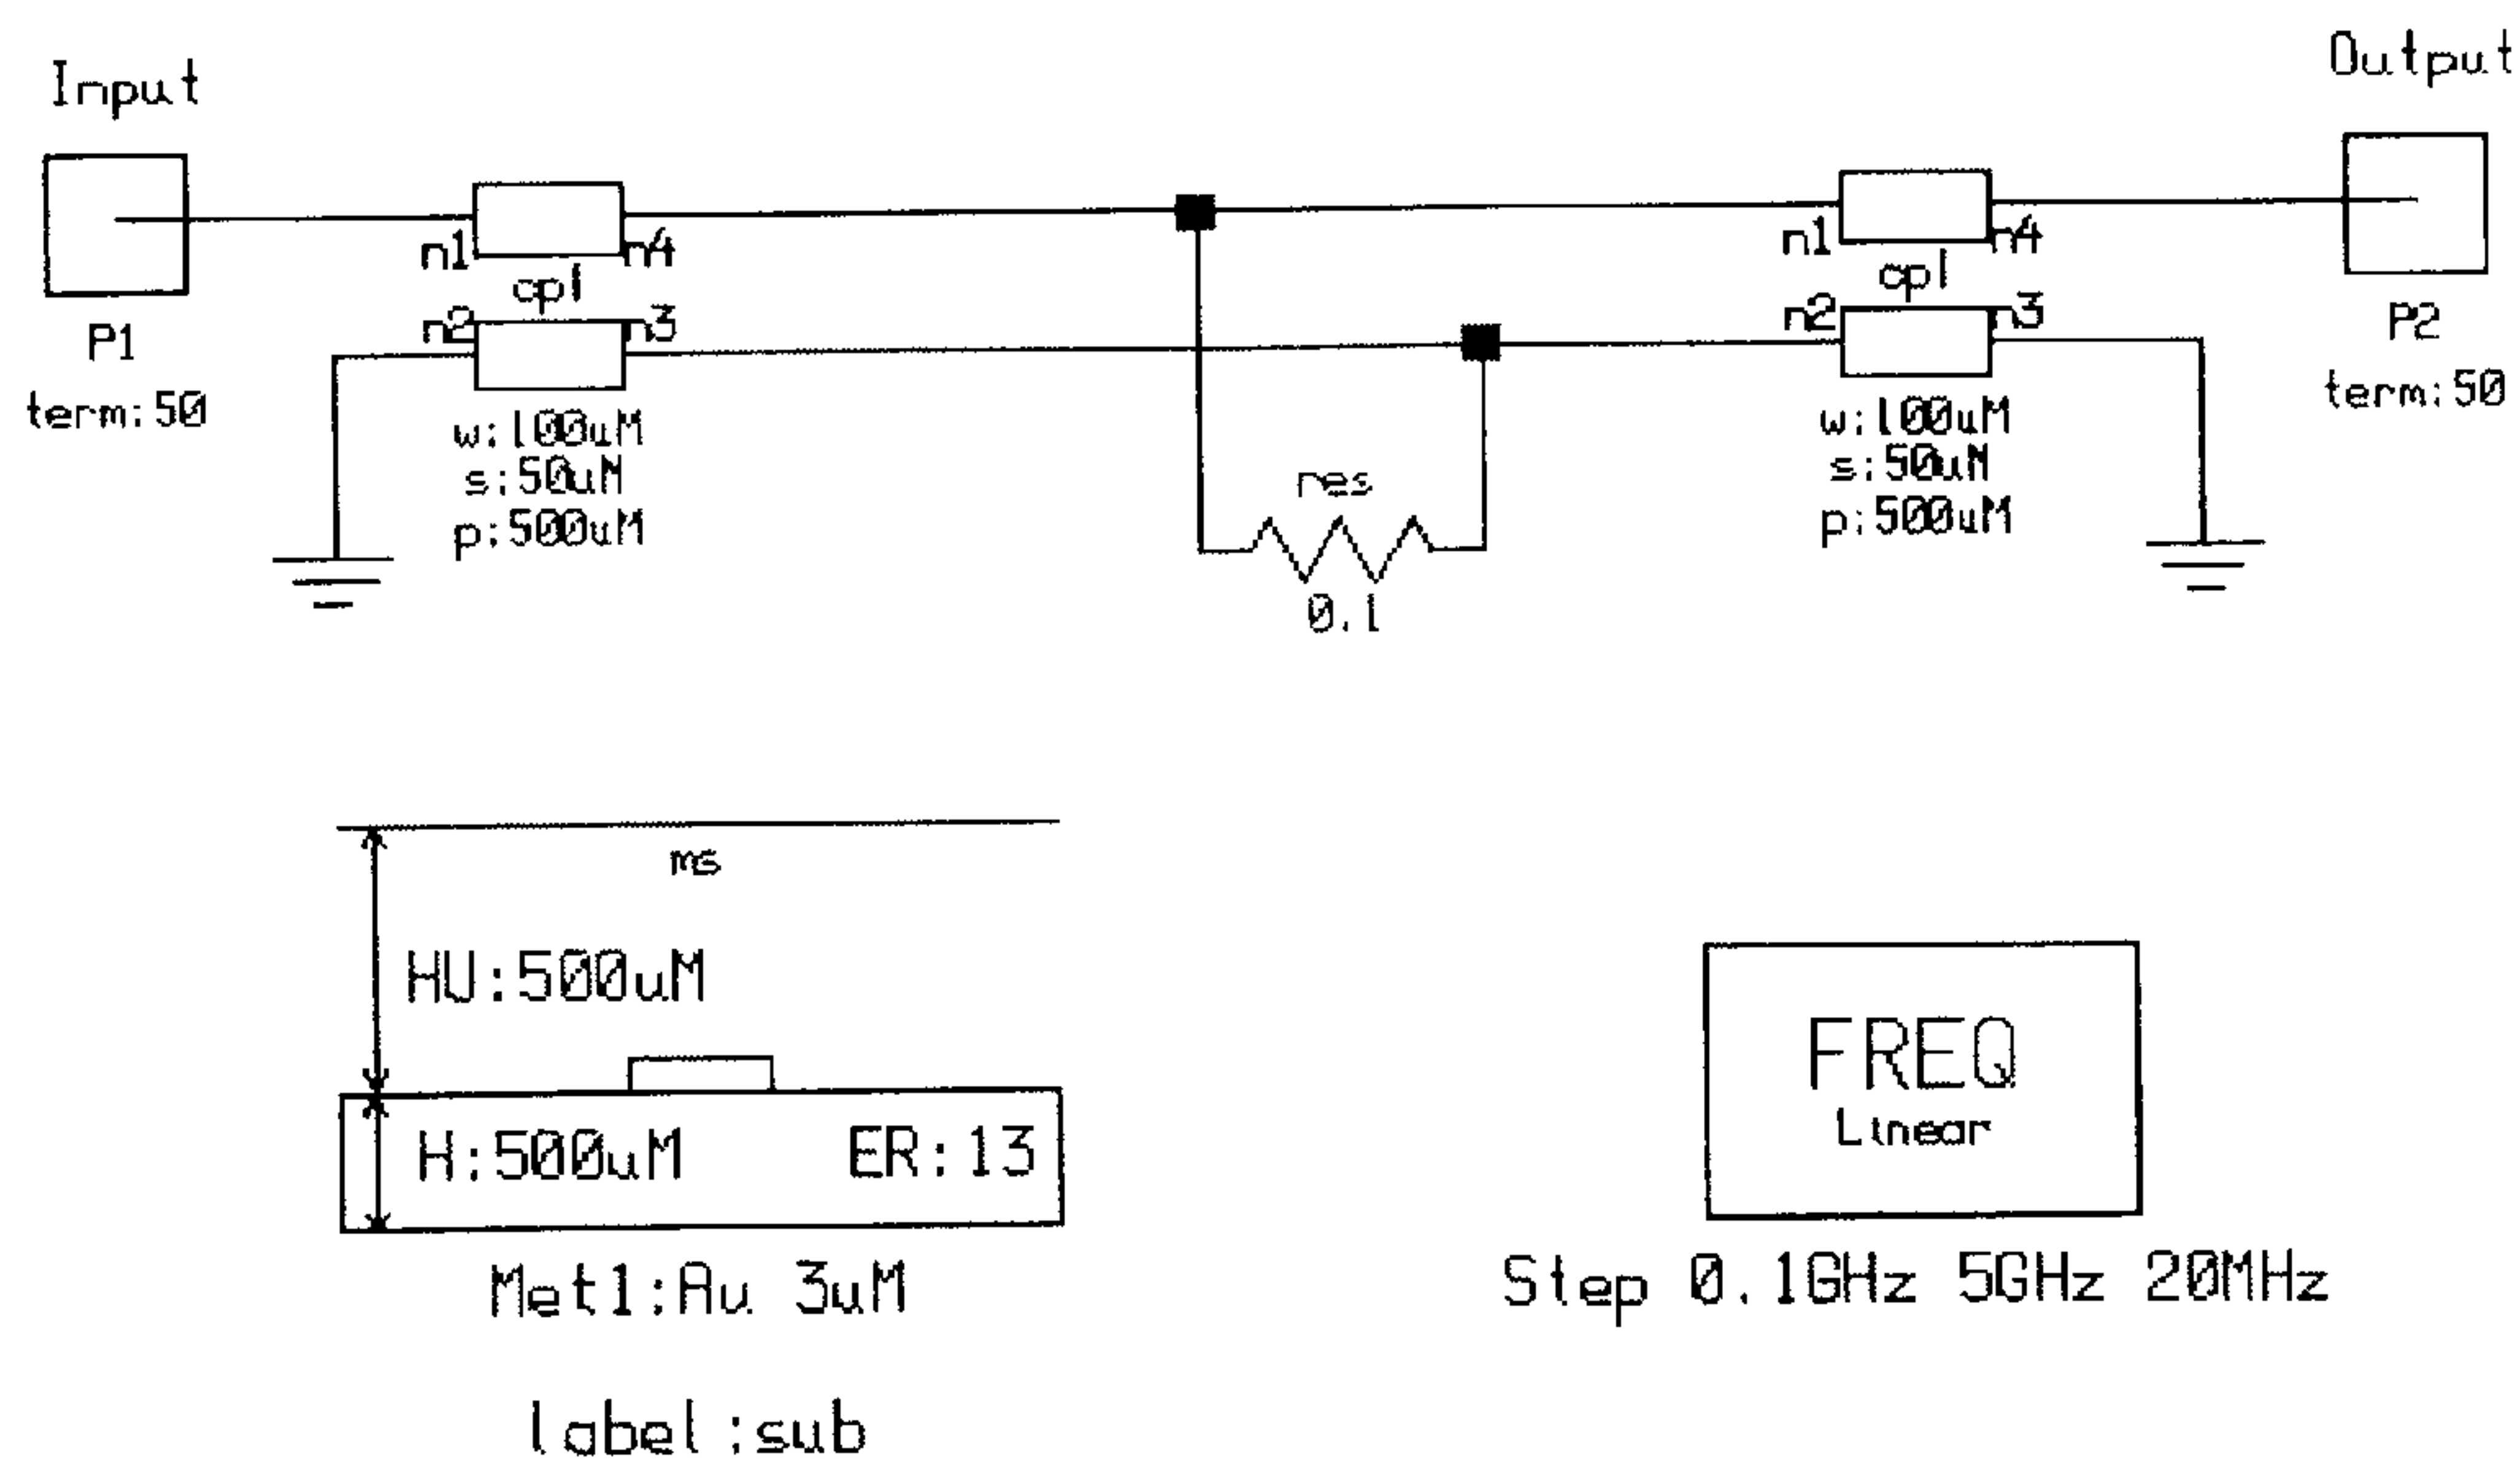 Input
Output
n1
n4
cpl
n2
n3
n1
n4
cpl
n2
n3
P1
term:50
P2
term:50
w:100uM
s:50uM
p:500uM
w:100uM
s:50uM
p:500uM
res
0.1
ms
HU:500uM
H:500uM
ER:13
Met1:Au 3uM
label:sub
FREQ
Linear
Step 0.1GHz 5GHz 20MHz